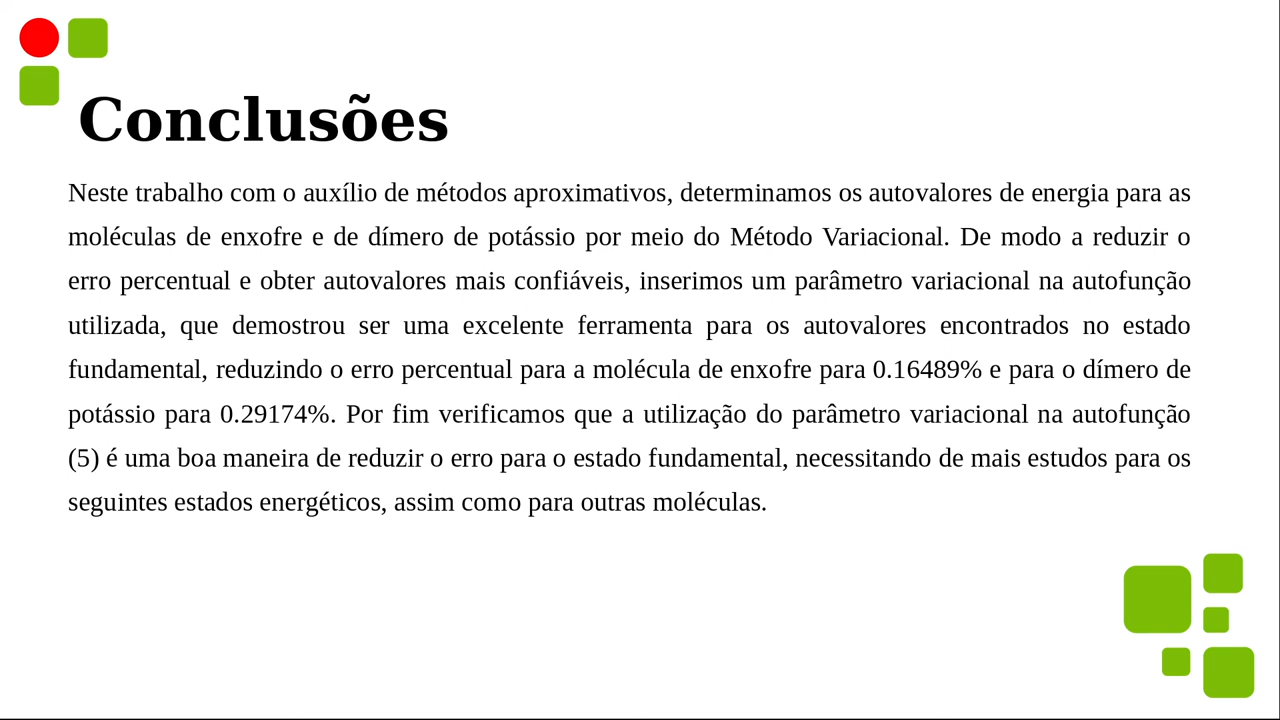 Conclusões
Neste trabalho com o auxílio de métodos aproximativos, determinamos os autovalores de energia para as
moléculas de enxofre e de dímero de potássio por meio do Método Variacional. De modo a reduzir o
erro percentual e obter autovalores mais confiáveis, inserimos um parâmetro variacional na autofunção
utilizada, que demostrou ser uma excelente ferramenta para os autovalores encontrados no estado
fundamental, reduzindo o erro percentual para a molécula de enxofre para 0.16489% e para o dímero de
potássio para 0.29174%. Por fim verificamos que a utilização do parâmetro variacional na autofunção
(5) é uma boa maneira de reduzir o erro para o estado fundamental, necessitando de mais estudos para os
seguintes estados energéticos, assim como para outras moléculas.